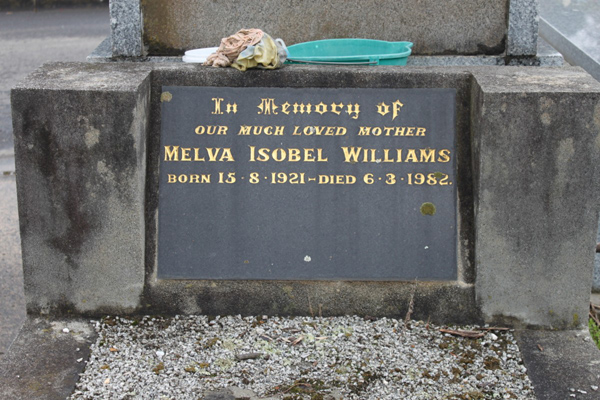 In Memory of
OUR MUCH LOVED MOTHER
MELVA ISOBEL WILLIAMS
BORN 15·8·1921–DIED 6·3·1982.